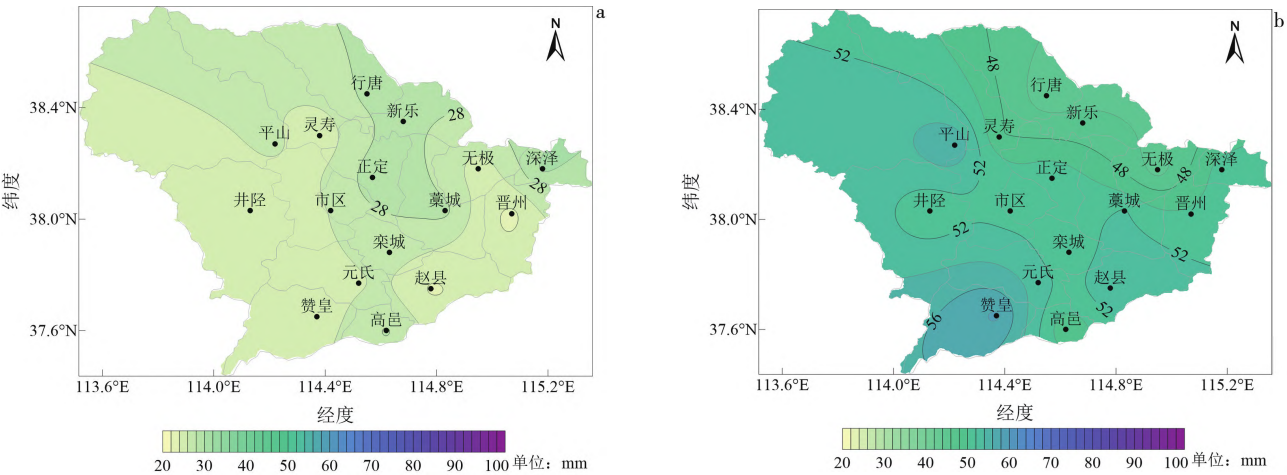 a
N
行唐
新乐
28
38.4°N
灵寿
平山
无极
深泽
正定
28
井陉
市区
28
藁城
晋州
纬度
38.0°N
栾城
元氏
赵县
赞皇
高邑
37.6°N
113.6°E 114.0°E 114.4°E 114.8°E 115.2°E
经度
20 30 40 50 60 70 80 90 100 单位：mm
b
N
52
48
行唐
新乐
38.4°N
灵寿
平山
无极
深泽
52
正定
48
48
井陉
市区
藁城
晋州
纬度
38.0°N
52
栾城
52
元氏
赵县
赞皇
56
52
高邑
37.6°N
113.6°E 114.0°E 114.4°E 114.8°E 115.2°E
经度
20 30 40 50 60 70 80 90 100 单位：mm